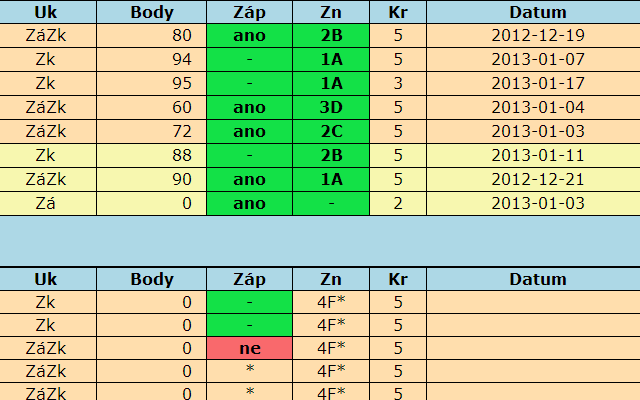 Uk Body Záp Zn Kr Datum
ZáZk 80 ano 2B 5 2012-12-19
Zk 94 - 1A 5 2013-01-07
Zk 95 - 1A 3 2013-01-17
ZáZk 60 ano 3D 5 2013-01-04
ZáZk 72 ano 2C 5 2013-01-03
Zk 88 - 2B 5 2013-01-11
ZáZk 90 ano 1A 5 2012-12-21
Zá 0 ano - 2 2013-01-03
Uk Body Záp Zn Kr Datum
Zk 0 - 4F* 5
Zk 0 - 4F* 5
ZáZk 0 ne 4F* 5
ZáZk 0 * 4F* 5
ZáZk 0 * 4F* 5